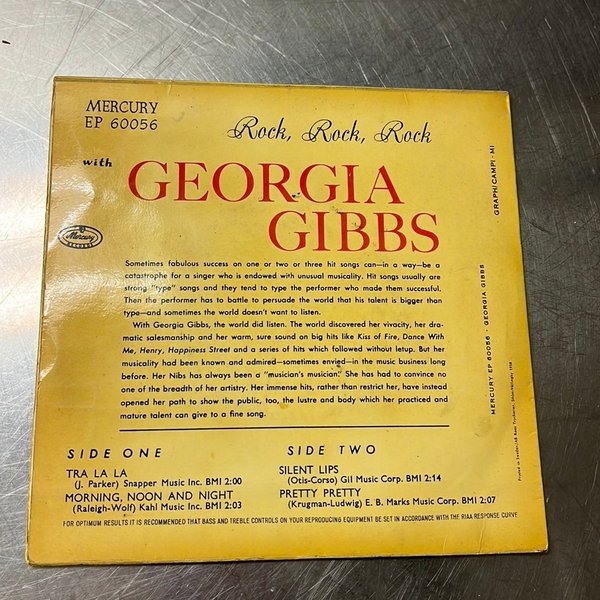 MERCURY
EP 60056
Rock, Rock, Rock
with
GEORGIA
GIBBS
Mercury
RECORDS
Sometimes fabulous success on one or two or three hit songs can—in a way—be a
catastrophe for a singer who is endowed with unusual musicality. Hit songs usually are
strong "type" songs and they tend to type the performer who made them successful.
Then the performer has to battle to persuade the world that his talent is bigger than
type—and sometimes the world doesn't want to listen.
With Georgia Gibbs, the world did listen. The world discovered her vivacity, her dra-
matic salesmanship and her warm, sure sound on big hits like Kiss of Fire, Dance With
Me, Henry, Happiness Street and a series of hits which followed without letup. But her
musicality had been known and admired—sometimes envied—in the music business long
before. Her Nibs has always been a "musician's musician." She has had to convince no
one of the breadth of her artistry. Her immense hits, rather than restrict her, have instead
opened her path to show the public, too, the lustre and body which her practiced and
mature talent can give to a fine song.
SIDE ONE
TRA LA LA
(J. Parker) Snapper Music Inc. BMI 2:00
MORNING, NOON AND NIGHT
(Raleigh-Wolf) Kahl Music Inc. BMI 2:03
SIDE TWO
SILENT LIPS
(Otis-Corso) Gil Music Corp. BMI 2:14
PRETTY PRETTY
(Krugman-Ludwig) E. B. Marks Music Corp. BMI 2:07
FOR OPTIMUM RESULTS IT IS RECOMMENDED THAT BASS AND TREBLE CONTROLS ON YOUR REPRODUCING EQUIPMENT BE SET IN ACCORDANCE WITH THE RIAA RESPONSE CURVE
GRAPH/CAMPI - MI
MERCURY EP 60056 · GEORGIA GIBBS
Printed in Sweden